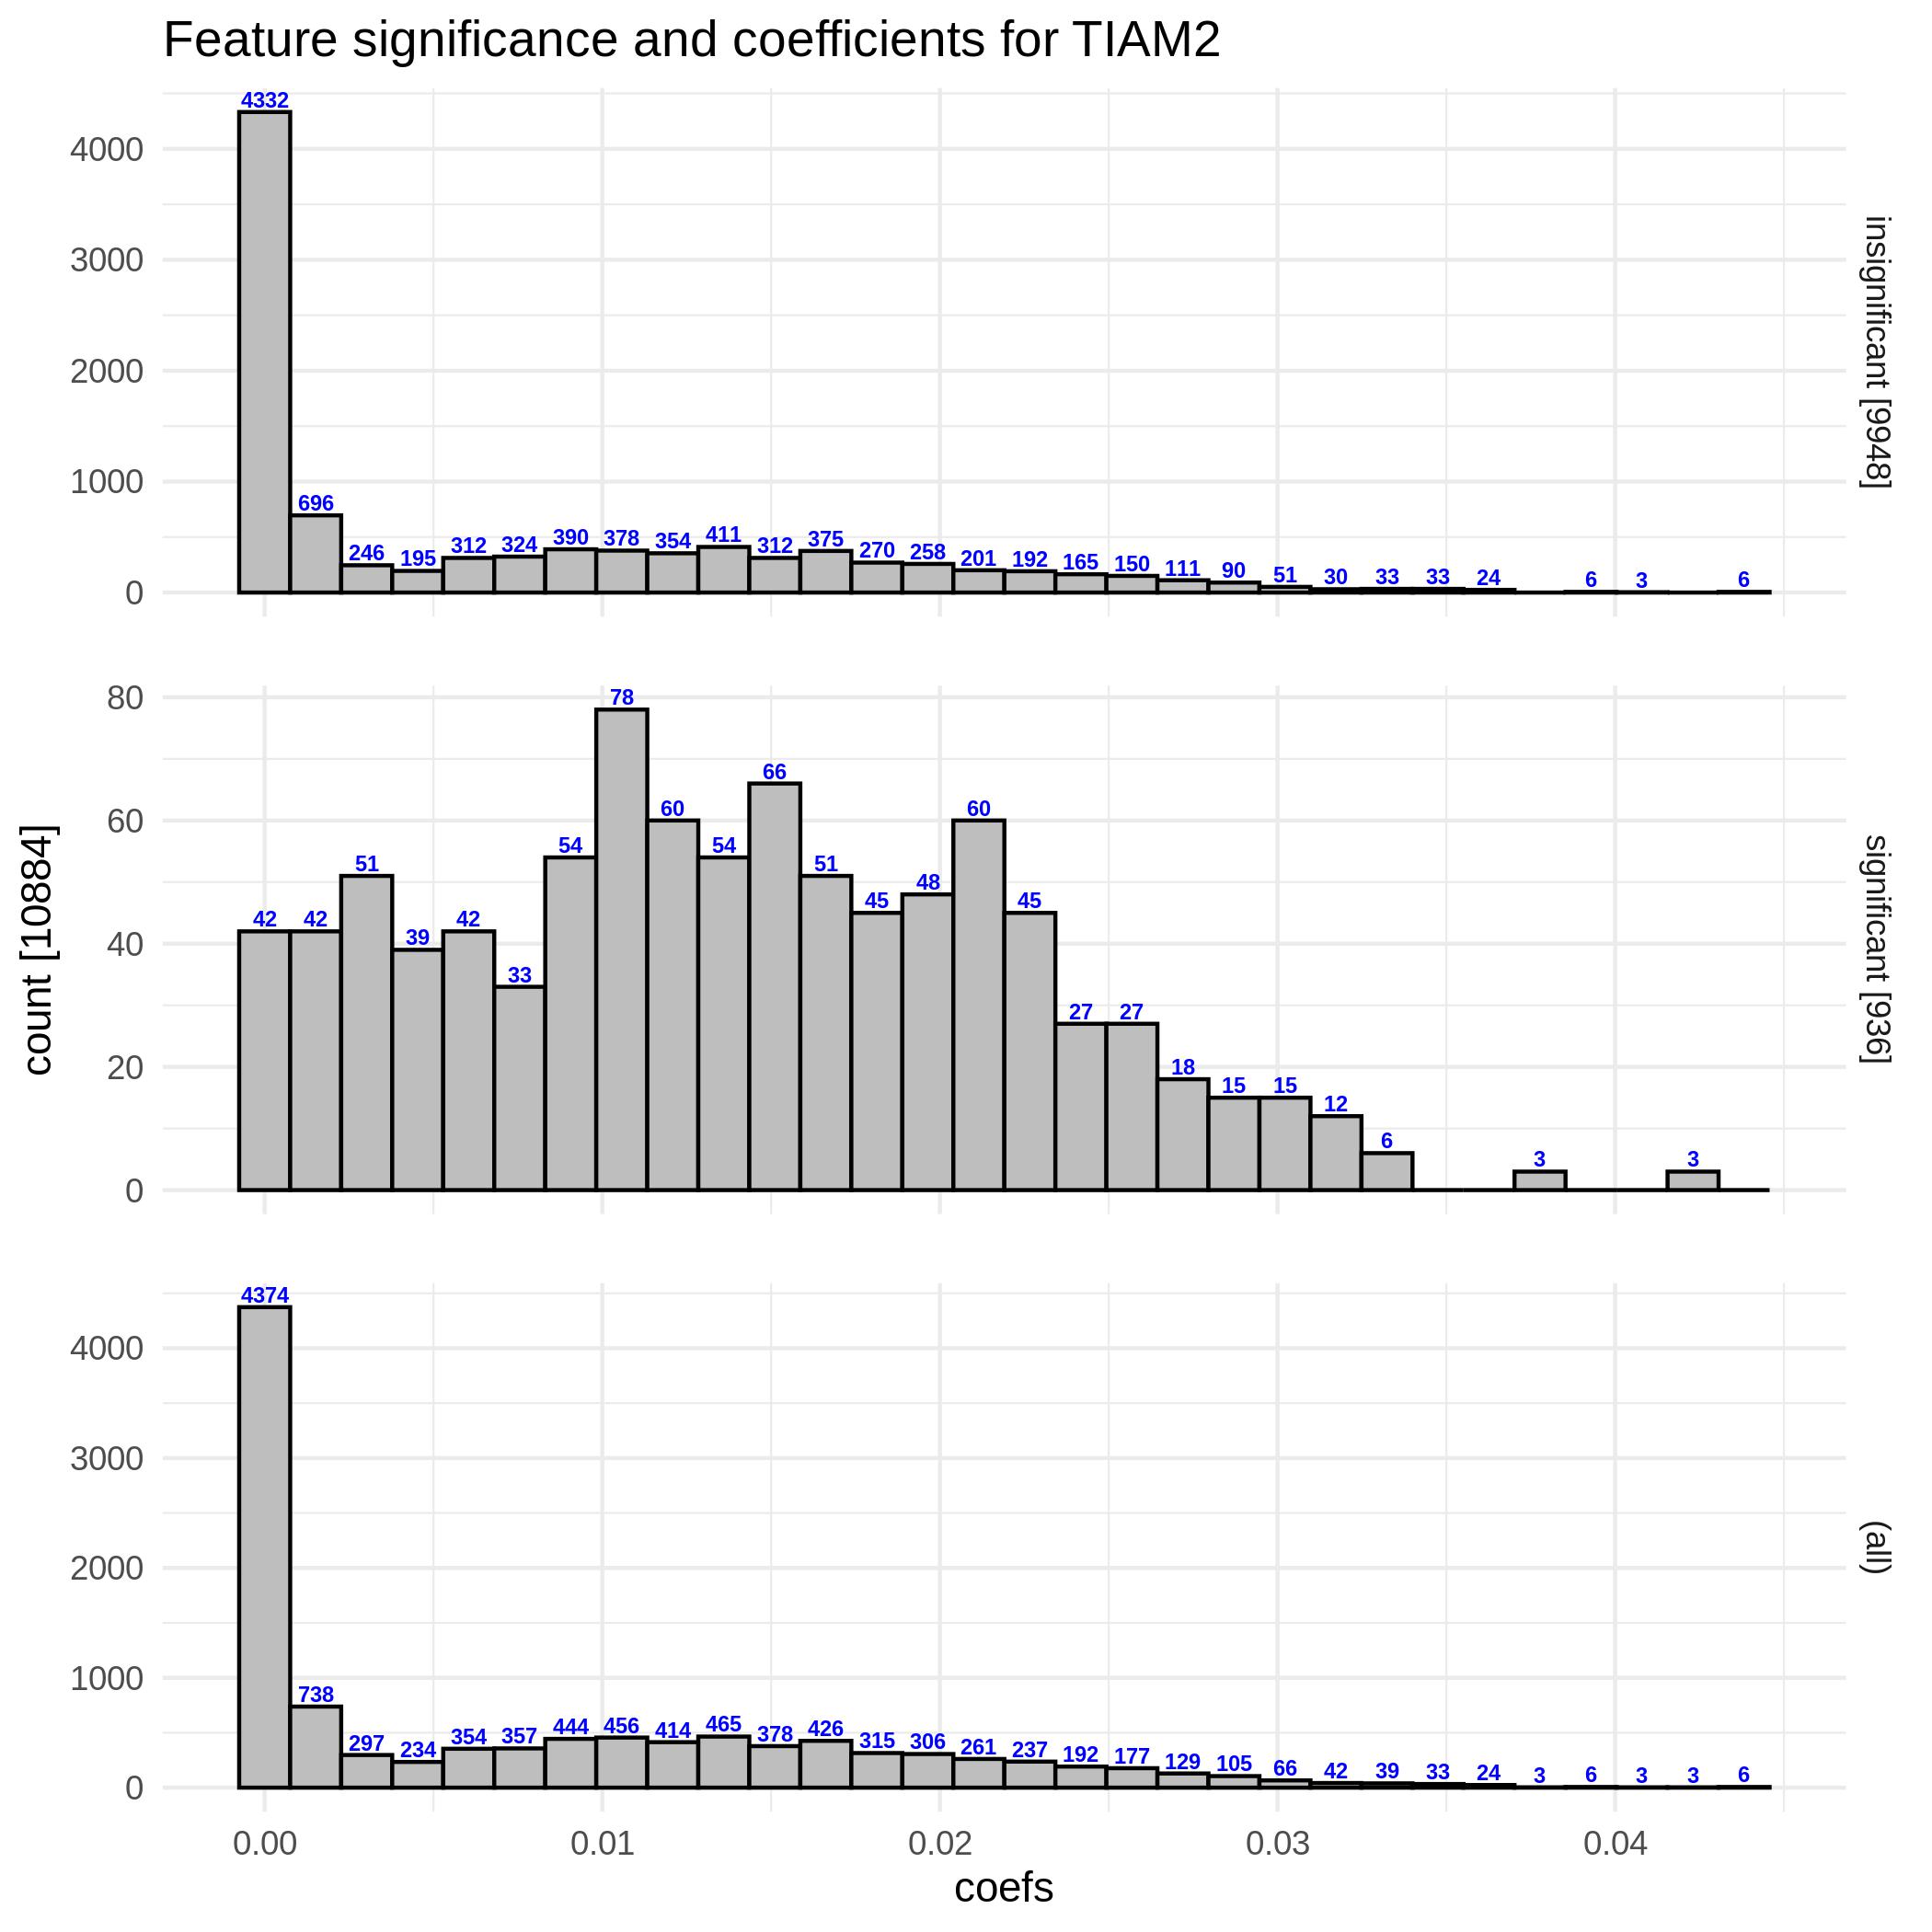 Feature significance and coefficients for TIAM2
4332
696 246 195 312 324 390 378 354 411 312 375 270 258 201 192 165 150 111 90 51 30 33 33 24 6 3 6
4000
3000
2000
1000
0
insignificant [9948]
42 42 51 39 42 33 54 78 60 54 66 51 45 48 60 45 27 27 18 15 15 12 6 3 3
80
60
40
20
0
significant [936]
count [10884]
4374
738 297 234 354 357 444 456 414 465 378 426 315 306 261 237 192 177 129 105 66 42 39 33 24 3 6 3 3 6
4000
3000
2000
1000
0
(all)
0.00 0.01 0.02 0.03 0.04
coefs